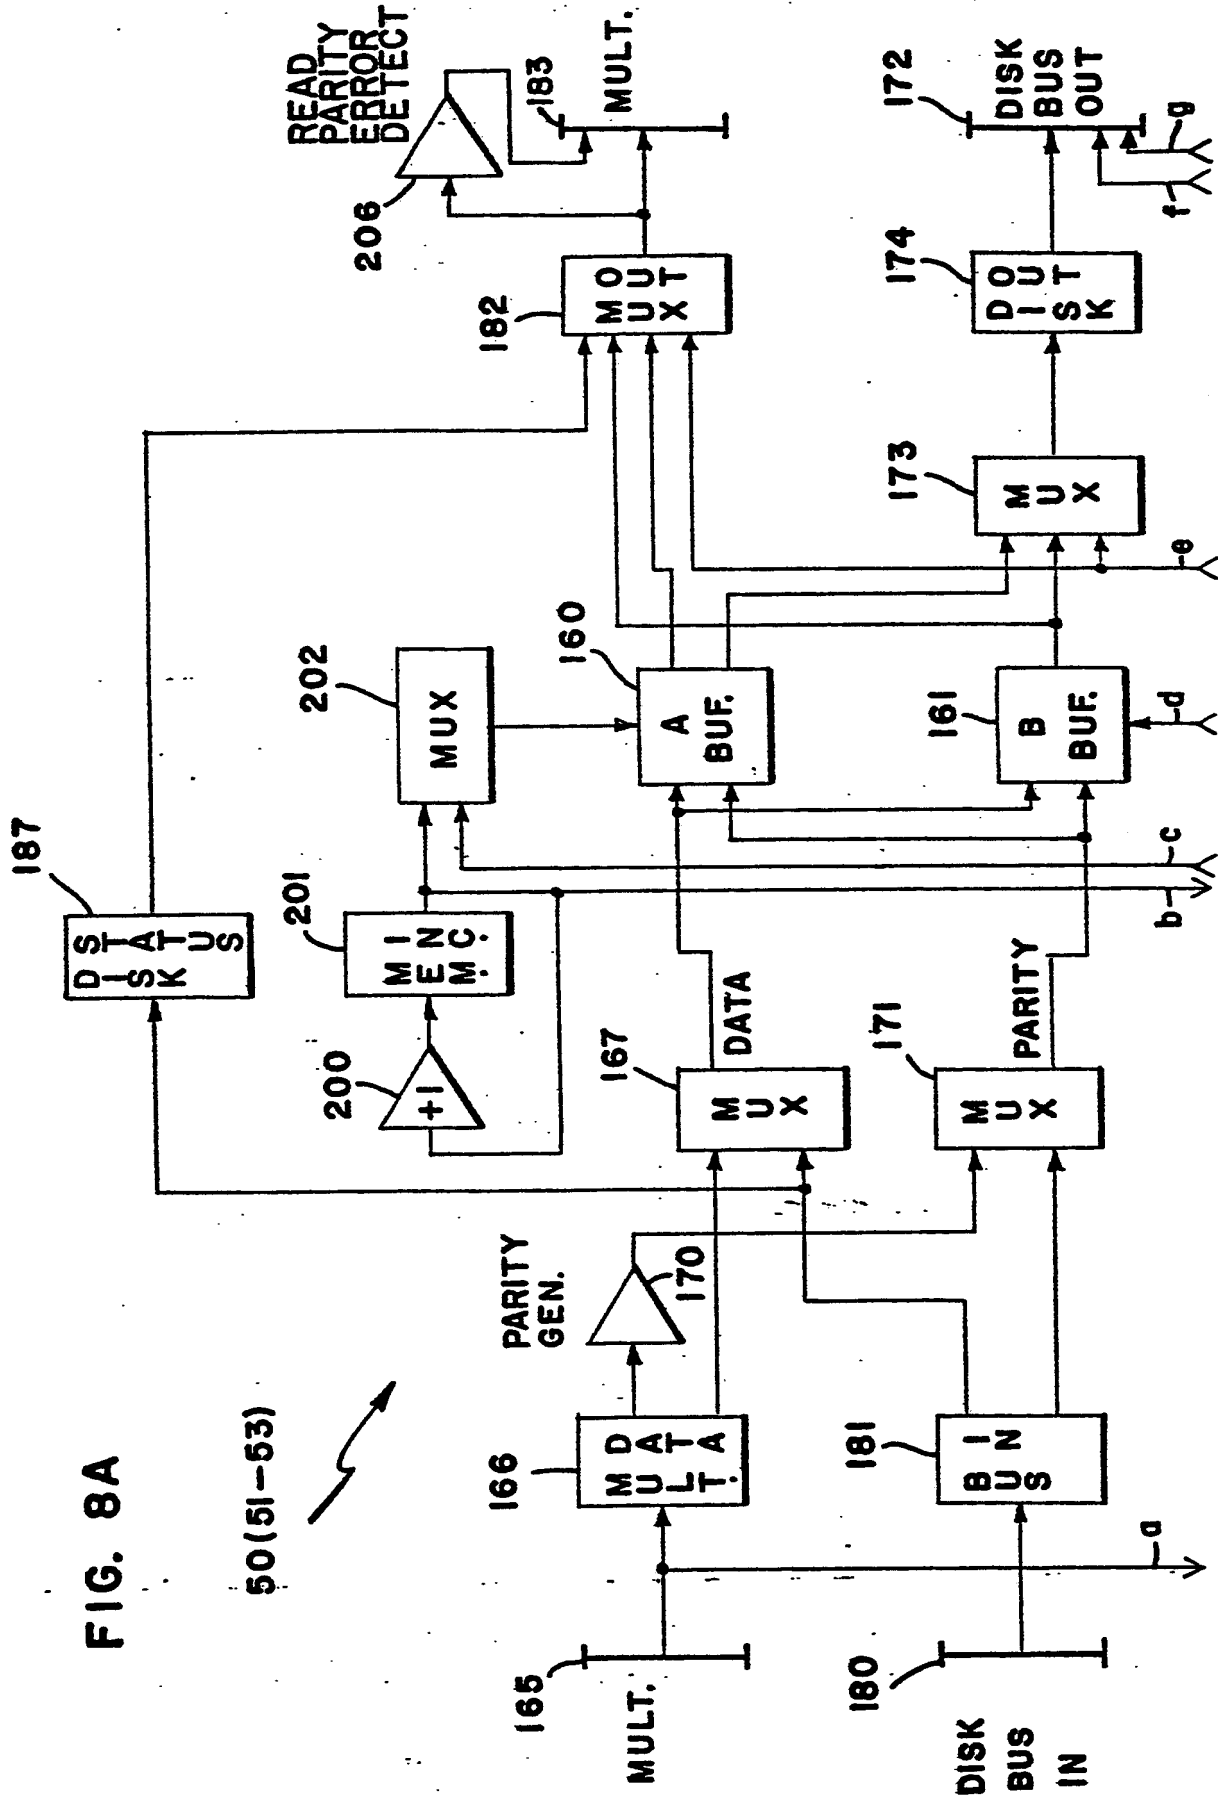 FIG. 8A
50(51-53)
187
DISK
STATUS
201
MEM.
INC.
200
+1
202
MUX
READ
PARITY
ERROR
DETECT
206
183
MULT.
182
MUX
OUT
160
A
BUF.
167
MUX
DATA
PARITY
GEN.
170
166
MULT.
DATA
165
MULT.
172
DISK
BUS
OUT
174
DISK
OUT
173
MUX
161
B
BUF.
171
MUX
PARITY
181
BUS
IN
180
DISK
BUS
IN
a
b
c
d
e
f
g